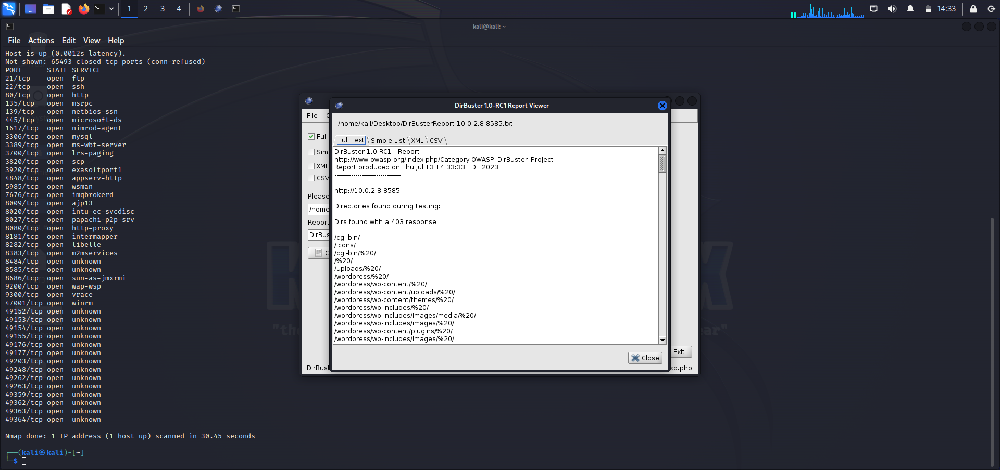 1 2 3 4
14:33
kali@kali: ~
File Actions Edit View Help
Host is up (0.0012s latency).
Not shown: 65493 closed tcp ports (conn-refused)
PORT STATE SERVICE
21/tcp open ftp
22/tcp open ssh
80/tcp open http
135/tcp open msrpc
139/tcp open netbios-ssn
445/tcp open microsoft-ds
1617/tcp open nimrod-agent
3306/tcp open mysql
3389/tcp open ms-wbt-server
3700/tcp open lrs-paging
3820/tcp open scp
3920/tcp open exasoftport1
4848/tcp open appserv-http
5985/tcp open wsman
7676/tcp open imqbrokerd
8009/tcp open ajp13
8020/tcp open intu-ec-svcdisc
8027/tcp open papachi-p2p-srv
8080/tcp open http-proxy
8181/tcp open intermapper
8282/tcp open libelle
8383/tcp open m2mservices
8484/tcp open unknown
8585/tcp open unknown
8686/tcp open sun-as-jmxrmi
9200/tcp open wap-wsp
9300/tcp open vrace
47001/tcp open winrm
49152/tcp open unknown
49153/tcp open unknown
49154/tcp open unknown
49155/tcp open unknown
49176/tcp open unknown
49177/tcp open unknown
49203/tcp open unknown
49248/tcp open unknown
49262/tcp open unknown
49263/tcp open unknown
49359/tcp open unknown
49362/tcp open unknown
49363/tcp open unknown
49364/tcp open unknown
Nmap done: 1 IP address (1 host up) scanned in 30.45 seconds
(kali㉿kali)-[~]
$
File
Full
XML
CSV
Please
/home
Report
DirBus
Exit
DirBust
kb.php
DirBuster 1.0-RC1 Report Viewer
/home/kali/Desktop/DirBusterReport-10.0.2.8-8585.txt
Full Text Simple List XML CSV
DirBuster 1.0-RC1 - Report
http://www.owasp.org/index.php/Category:OWASP_DirBuster_Project
Report produced on Thu Jul 13 14:33:33 EDT 2023
--------------------------------
http://10.0.2.8:8585
--------------------------------
Directories found during testing:
Dirs found with a 403 response:
/cgi-bin/
/icons/
/cgi-bin/%20/
/%20/
/uploads/%20/
/wordpress/%20/
/wordpress/wp-content/%20/
/wordpress/wp-content/uploads/%20/
/wordpress/wp-content/themes/%20/
/wordpress/wp-includes/%20/
/wordpress/wp-includes/images/media/%20/
/wordpress/wp-includes/images/%20/
/wordpress/wp-content/plugins/%20/
/wordpress/wp-includes/Images/%20/
Close